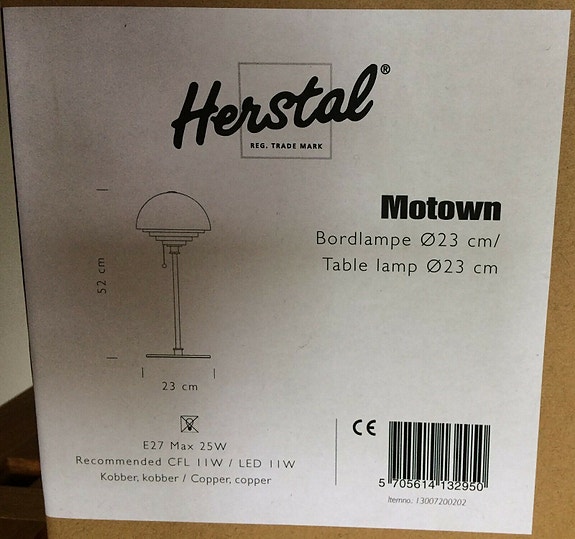 Herstal®
REG. TRADE MARK
Motown
Bordlampe Ø23 cm/
Table lamp Ø23 cm
52 cm
23 cm
E27 Max 25W
Recommended CFL 11W / LED 11W
Kobber, kobber / Copper, copper
CE
5 705614 132950
Itemno. 13007200202